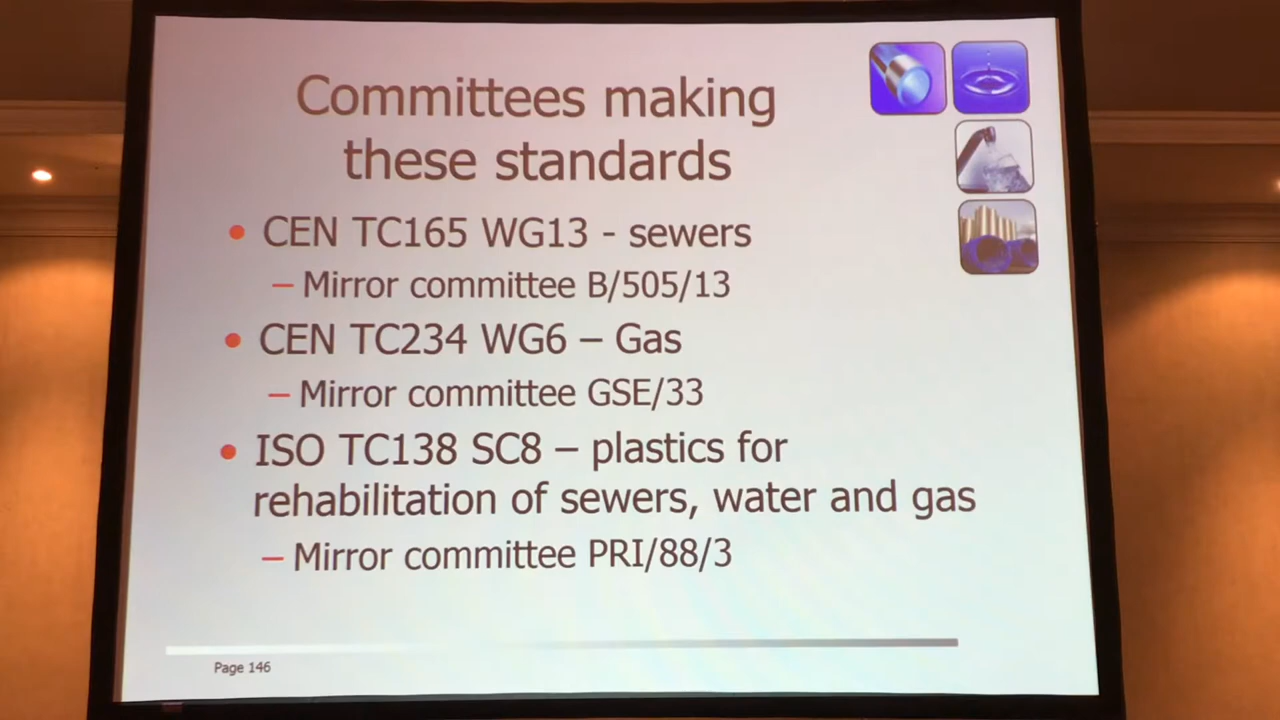 Committees making
these standards
• CEN TC165 WG13 - sewers
– Mirror committee B/505/13
• CEN TC234 WG6 – Gas
– Mirror committee GSE/33
• ISO TC138 SC8 – plastics for
rehabilitation of sewers, water and gas
– Mirror committee PRI/88/3
Page 146